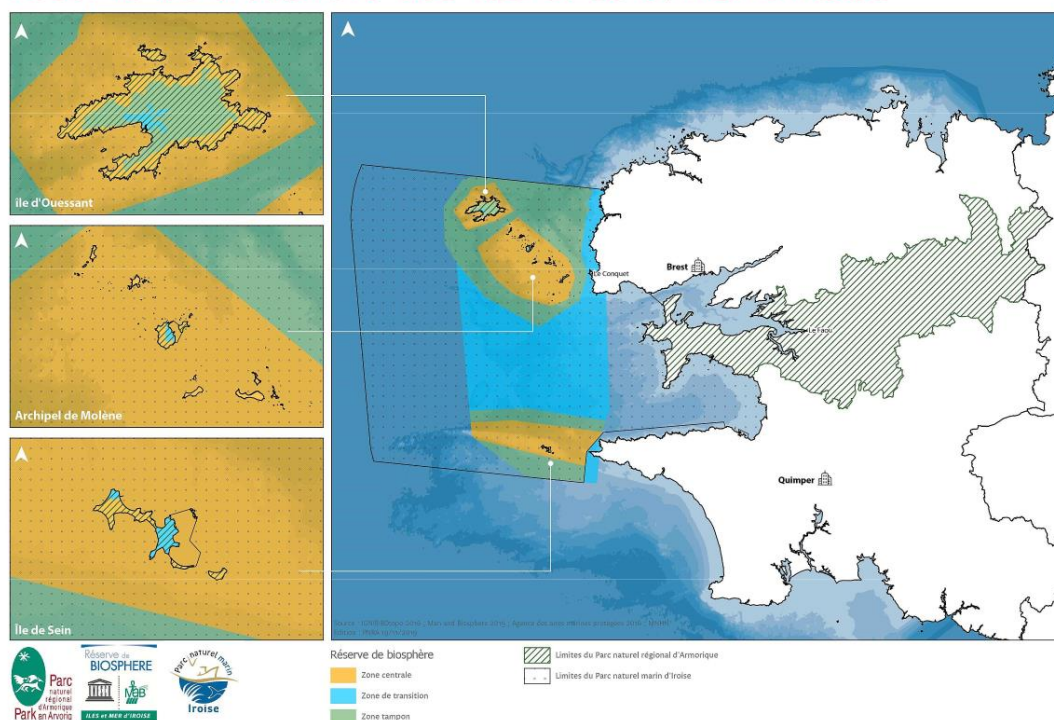 île d'Ouessant
Archipel de Molène
Île de Sein
Le Conquet
Brest
Le Faou
Quimper
Parc
naturel
régional
d'Armorique
Park
an Arvorig
Réserve de
BIOSPHERE
MAB
ILES et MER d'IROISE
Parc naturel marin
Iroise
Réserve de biosphère
Zone centrale
Zone de transition
Zone tampon
Limites du Parc naturel régional d'Armorique
Limites du Parc naturel marin d'Iroise